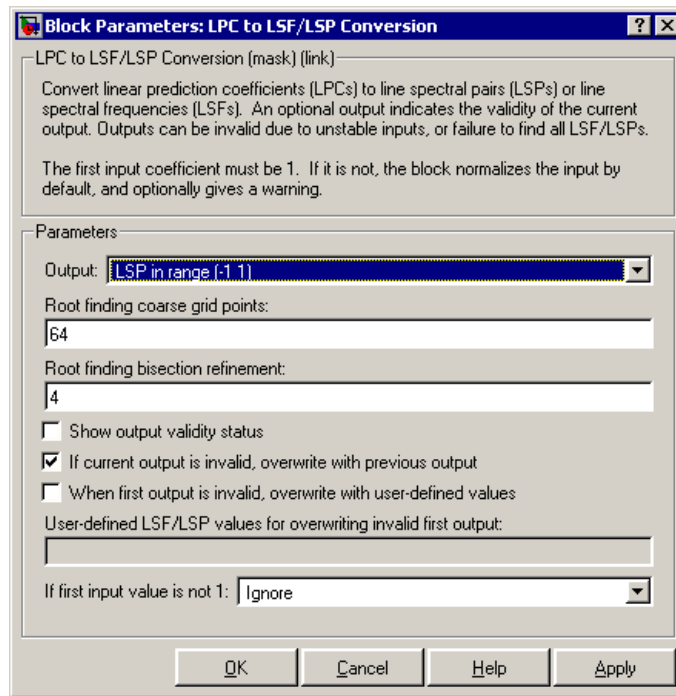 Block Parameters: LPC to LSF/LSP Conversion
LPC to LSF/LSP Conversion (mask) (link)
Convert linear prediction coefficients (LPCs) to line spectral pairs (LSPs) or line
spectral frequencies (LSFs).  An optional output indicates the validity of the current
output. Outputs can be invalid due to unstable inputs, or failure to find all LSF/LSPs.
The first input coefficient must be 1.  If it is not, the block normalizes the input by
default, and optionally gives a warning.
Parameters
Output: LSP in range (-1 1)
Root finding coarse grid points:
64
Root finding bisection refinement:
4
Show output validity status
If current output is invalid, overwrite with previous output
When first output is invalid, overwrite with user-defined values
User-defined LSF/LSP values for overwriting invalid first output:
If first input value is not 1: Ignore
OK Cancel Help Apply